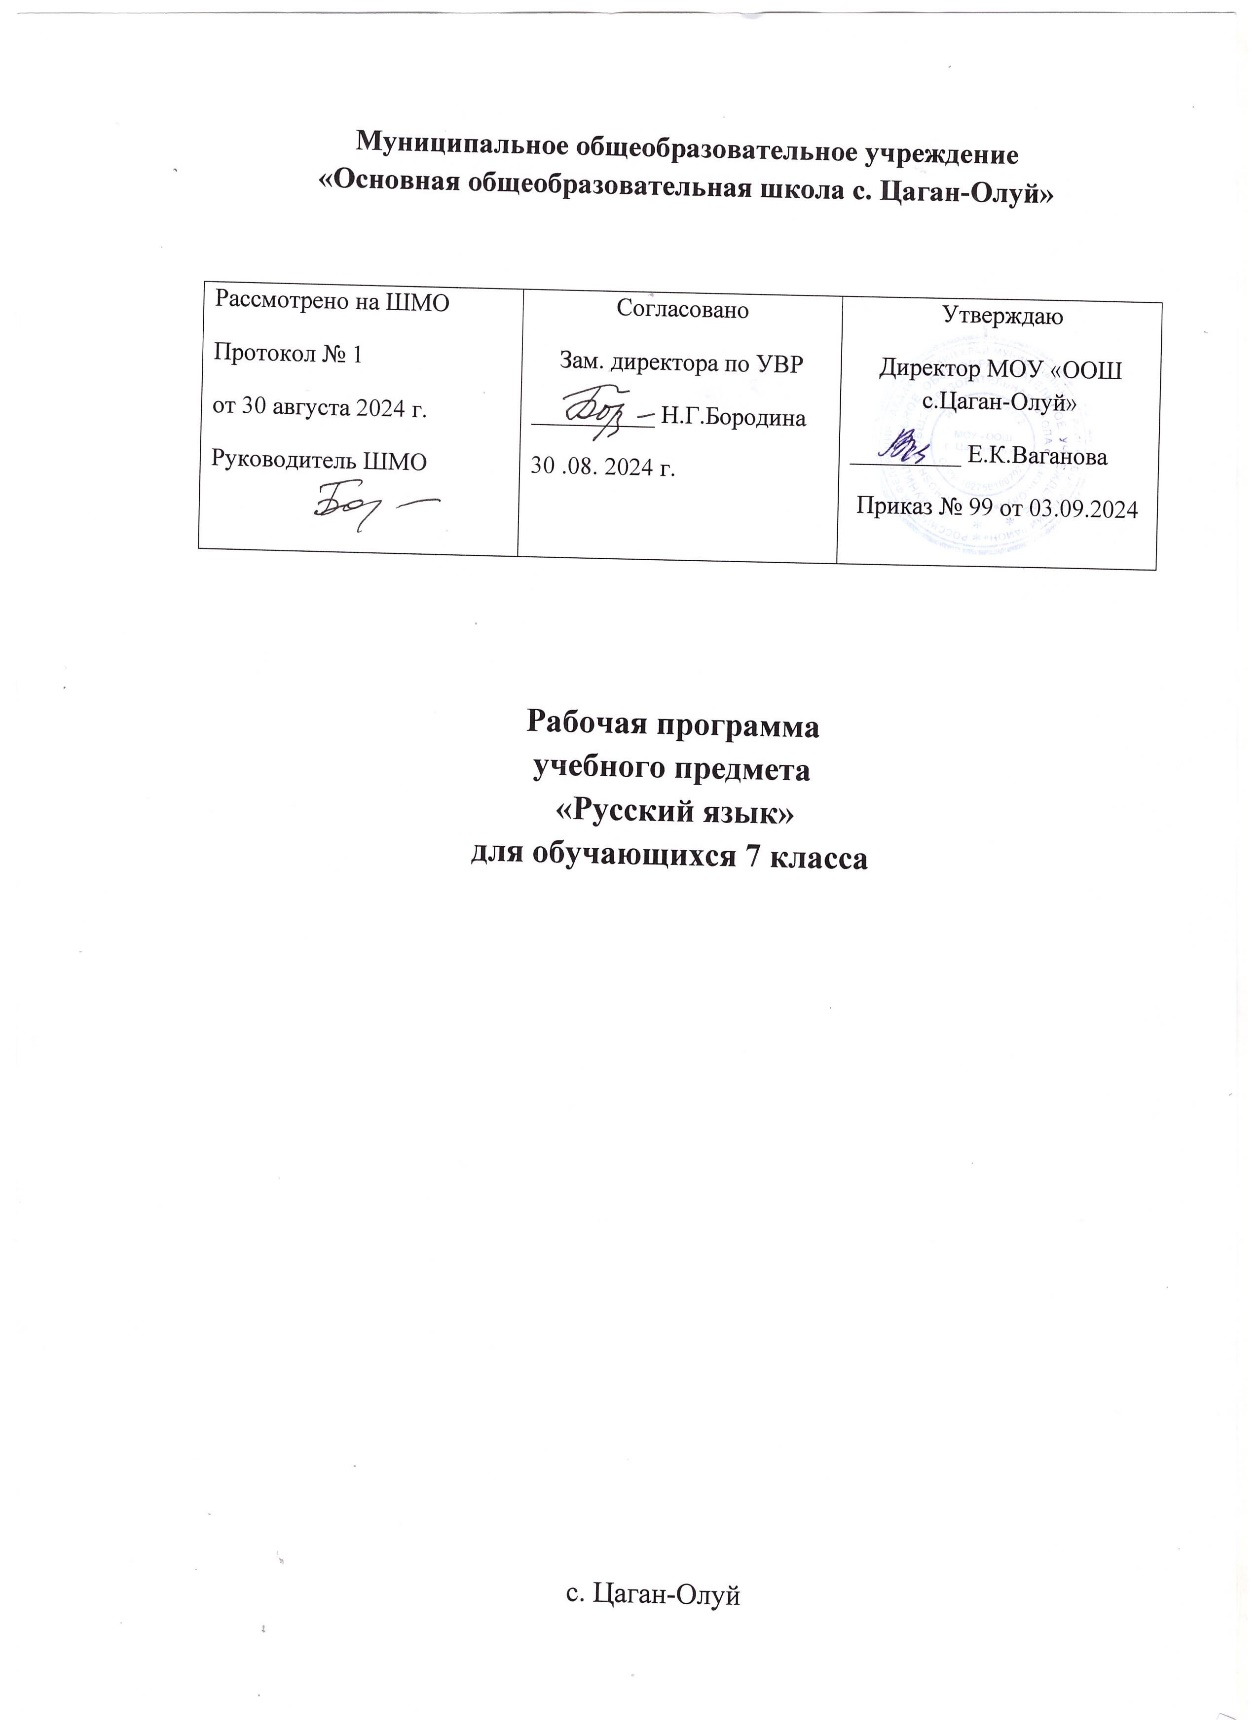 Муниципальное общеобразовательное учреждение
«Основная общеобразовательная школа с. Цаган-Олуй»
Рассмотрено на ШМО
Протокол № 1
от 30 августа 2024 г.
Руководитель ШМО
Согласовано
Зам. директора по УВР
Н.Г.Бородина
30 .08. 2024 г.
Утверждаю
Директор МОУ «ООШ
с.Цаган-Олуй»
Е.К.Ваганова
Приказ № 99 от 03.09.2024
Рабочая программа
учебного предмета
«Русский язык»
для обучающихся 7 класса
с. Цаган-Олуй